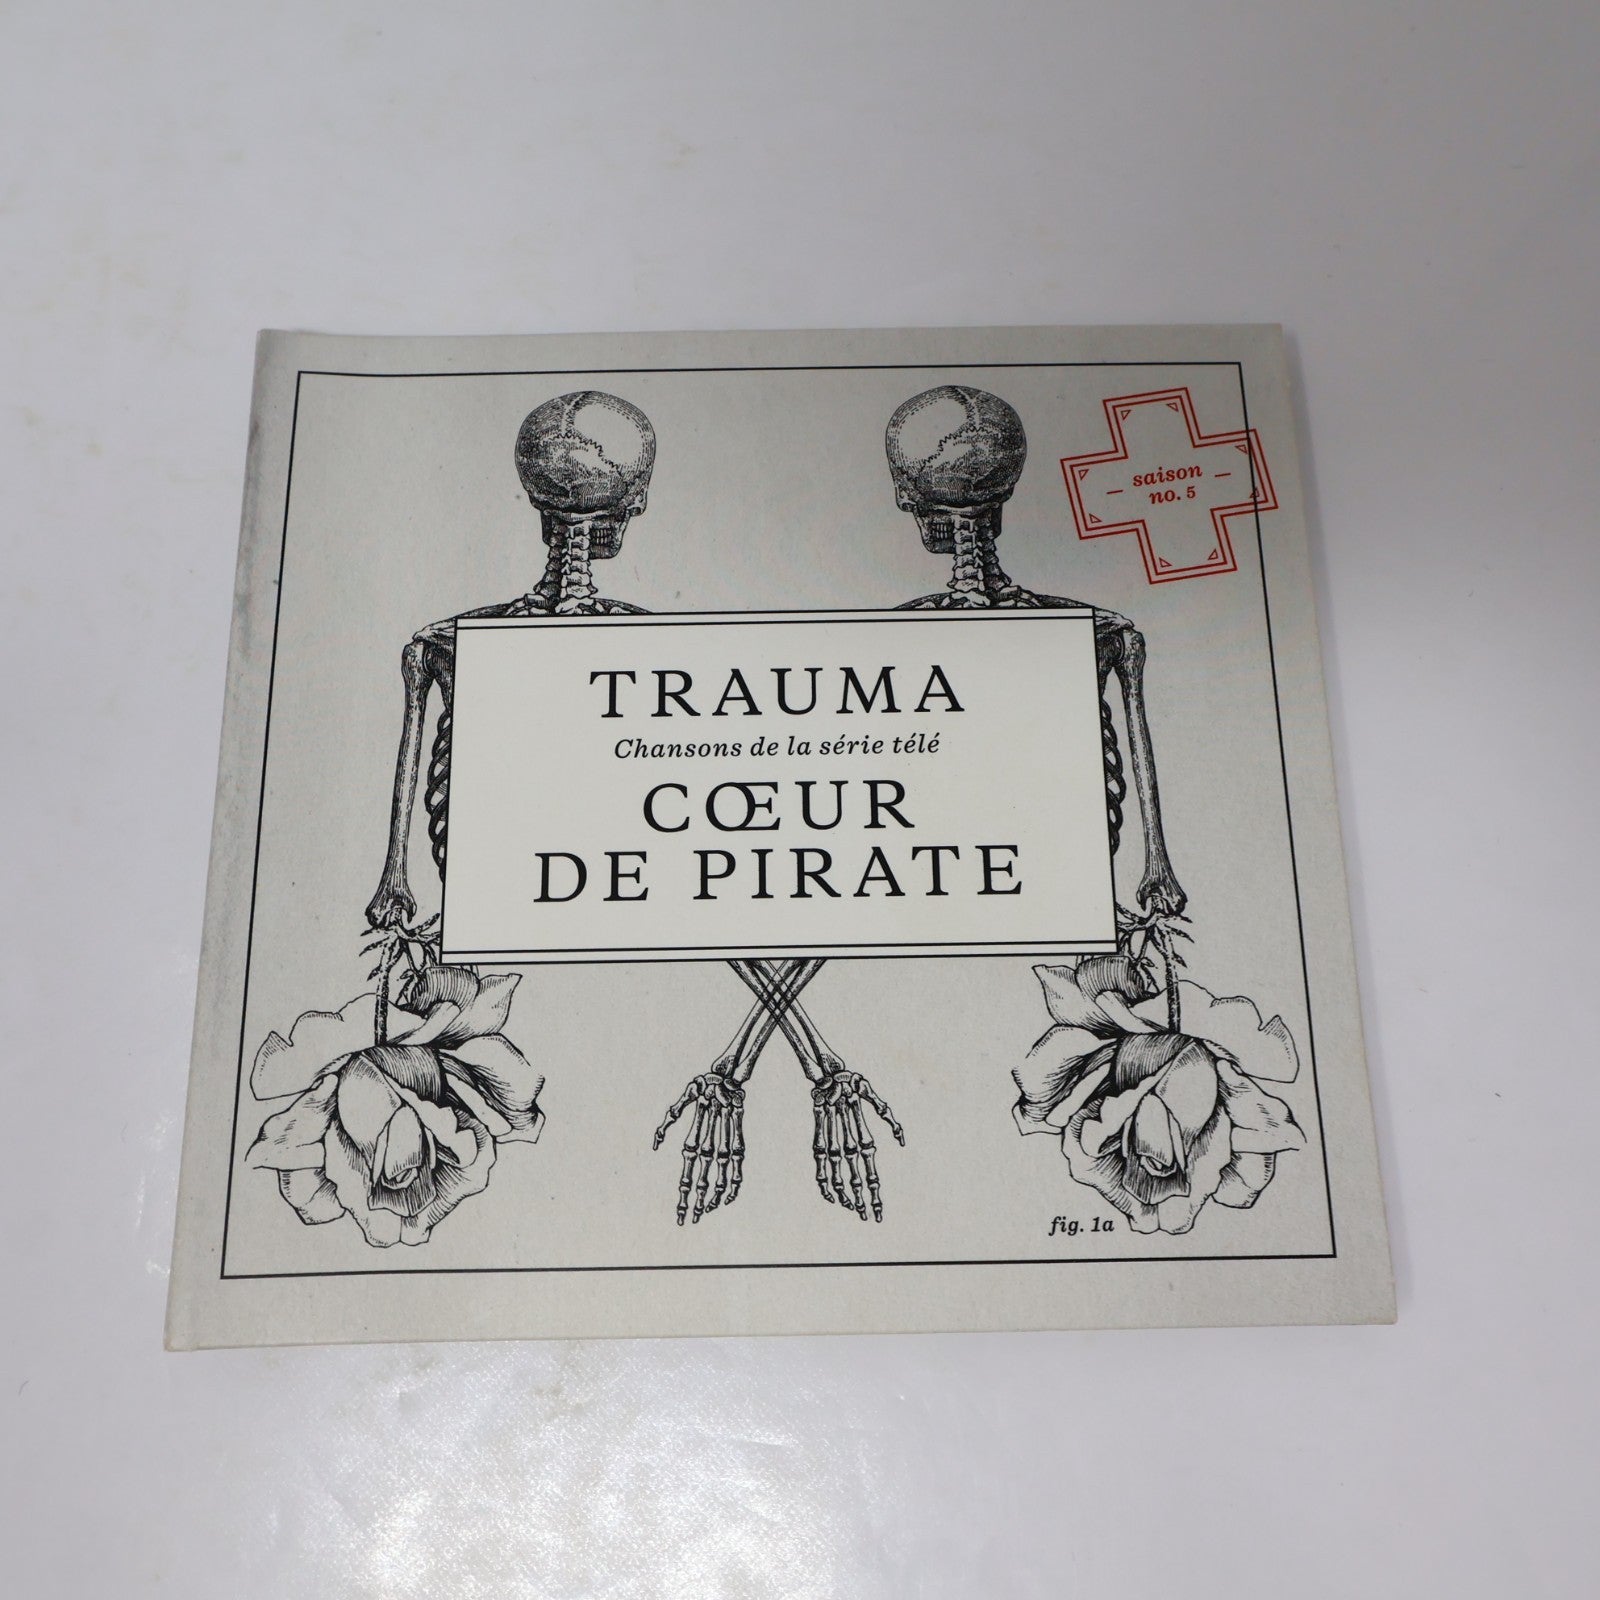 — saison —
no. 5
TRAUMA
Chansons de la série télé
CŒUR
DE PIRATE
fig. 1a